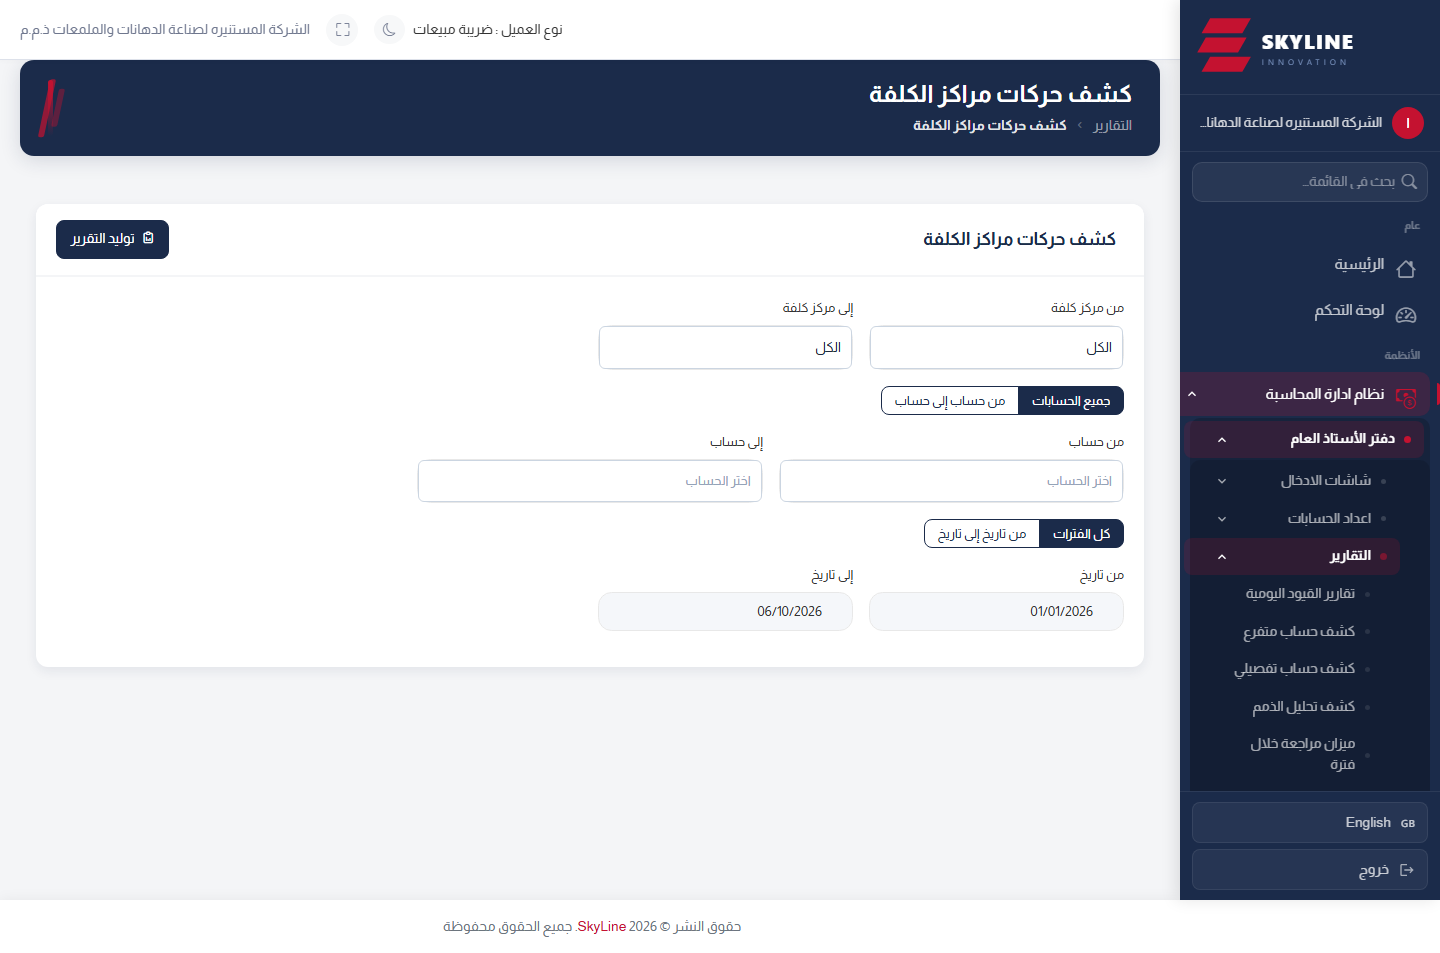 SKYLINE
INNOVATION
ا
الشركة المستنيره لصناعة الدهانا...
بحث في القائمة...
عام
الرئيسية
لوحة التحكم
الأنظمة
نظام ادارة المحاسبة
دفتر الأستاذ العام
شاشات الادخال
اعداد الحسابات
التقارير
تقارير القيود اليومية
كشف حساب متفرع
كشف حساب تفصيلي
كشف تحليل الذمم
ميزان مراجعة خلال
فترة
GB English
خروج
نوع العميل : ضريبة مبيعات
الشركة المستنيره لصناعة الدهانات والملمعات ذ.م.م
كشف حركات مراكز الكلفة
التقارير › كشف حركات مراكز الكلفة
كشف حركات مراكز الكلفة
توليد التقرير
من مركز كلفة
إلى مركز كلفة
الكل
الكل
جميع الحسابات
من حساب إلى حساب
من حساب
إلى حساب
اختر الحساب
اختر الحساب
كل الفترات
من تاريخ إلى تاريخ
من تاريخ
إلى تاريخ
01/01/2026
06/10/2026
حقوق النشر © 2026 SkyLine. جميع الحقوق محفوظة